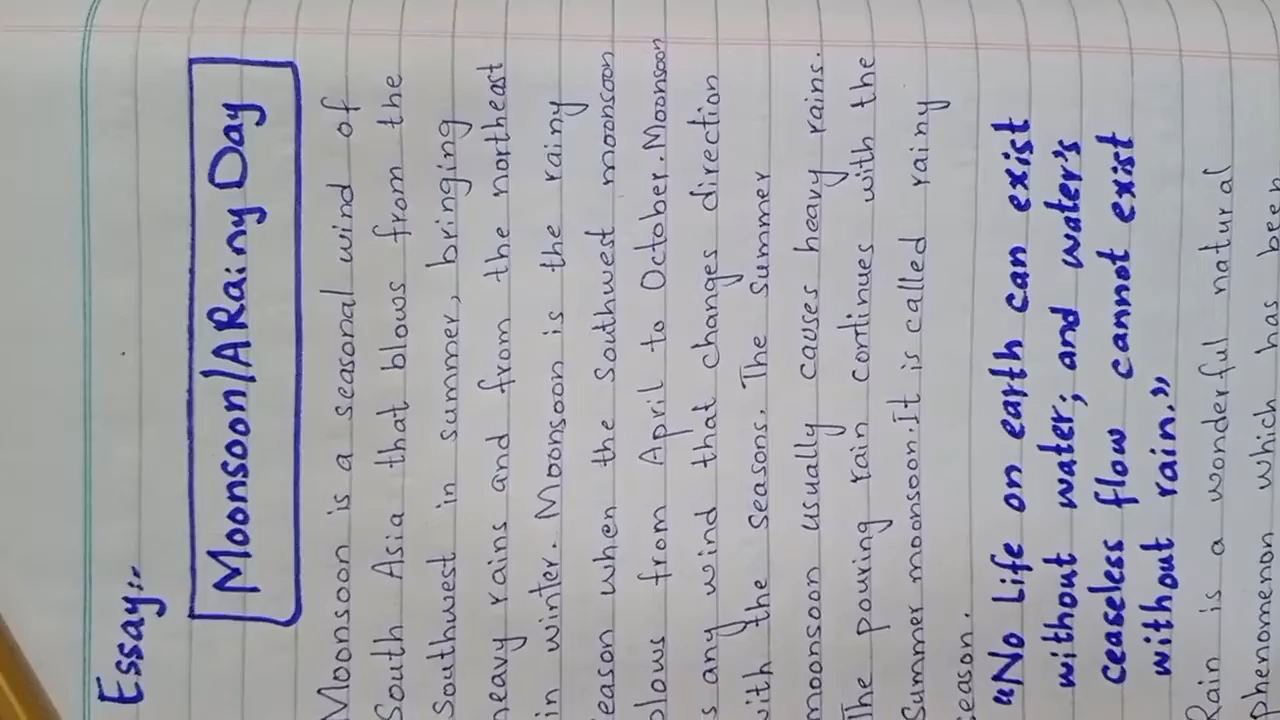 Essay:-
Moonsoon/A Rainy Day
Moonsoon is a seasonal wind of
South Asia that blows from the
Southwest in summer, bringing
heavy rains and from the northeast
in winter. Moonsoon is the rainy
eason when the Southwest moonsoon
blows from April to October. Moonsoon
s any wind that changes direction
with the seasons. The Summer
moonsoon usually causes heavy rains.
The pouring rain continues with the
Summer moonsoon. It is called rainy
eason.
"No Life on earth can exist
without water; and water's
ceaseless flow cannot exist
without rain."
Rain is a wonderful natural
phenomenon which has been